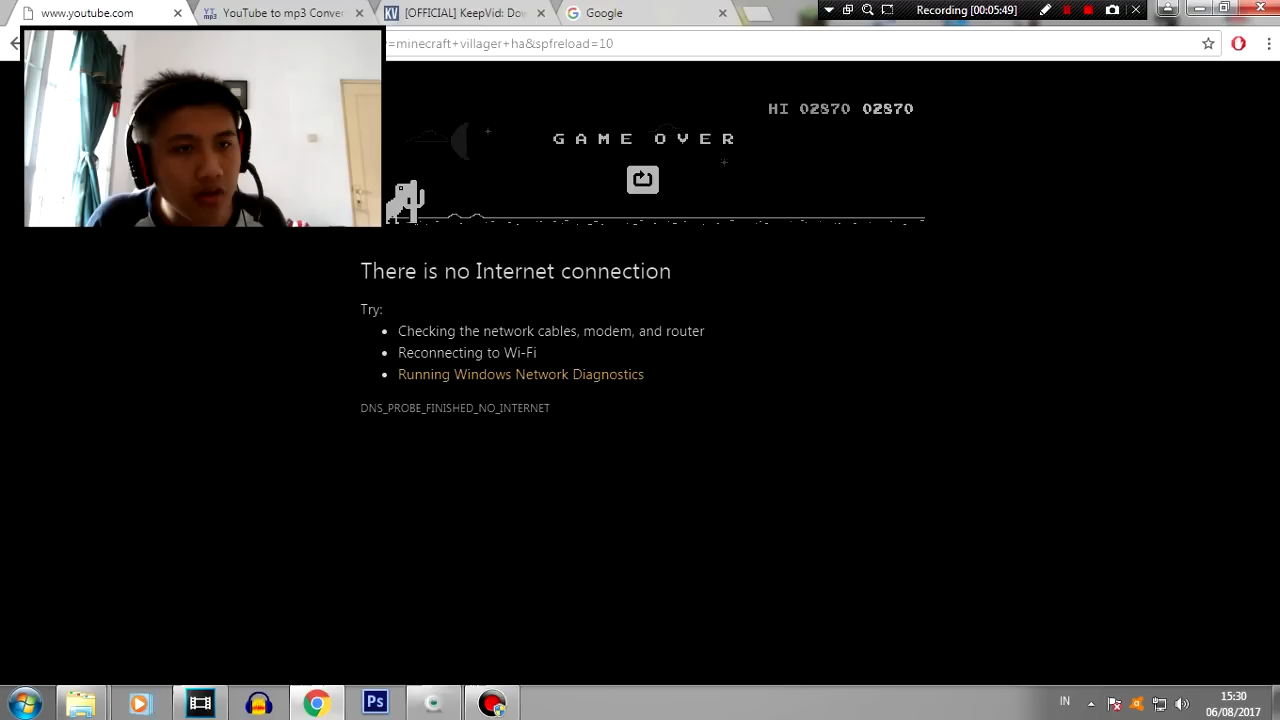 www.youtube.com
YouTube to mp3 Conver
[OFFICIAL] KeepVid: Dow
Google
Recording (00:05:49)
=minecraft+villager+ha&spfreload=10
HI 02870 02870
GAME OVER
There is no Internet connection
Try:
Checking the network cables, modem, and router
Reconnecting to Wi-Fi
Running Windows Network Diagnostics
DNS_PROBE_FINISHED_NO_INTERNET
Ps
IN
15:30
06/08/2017